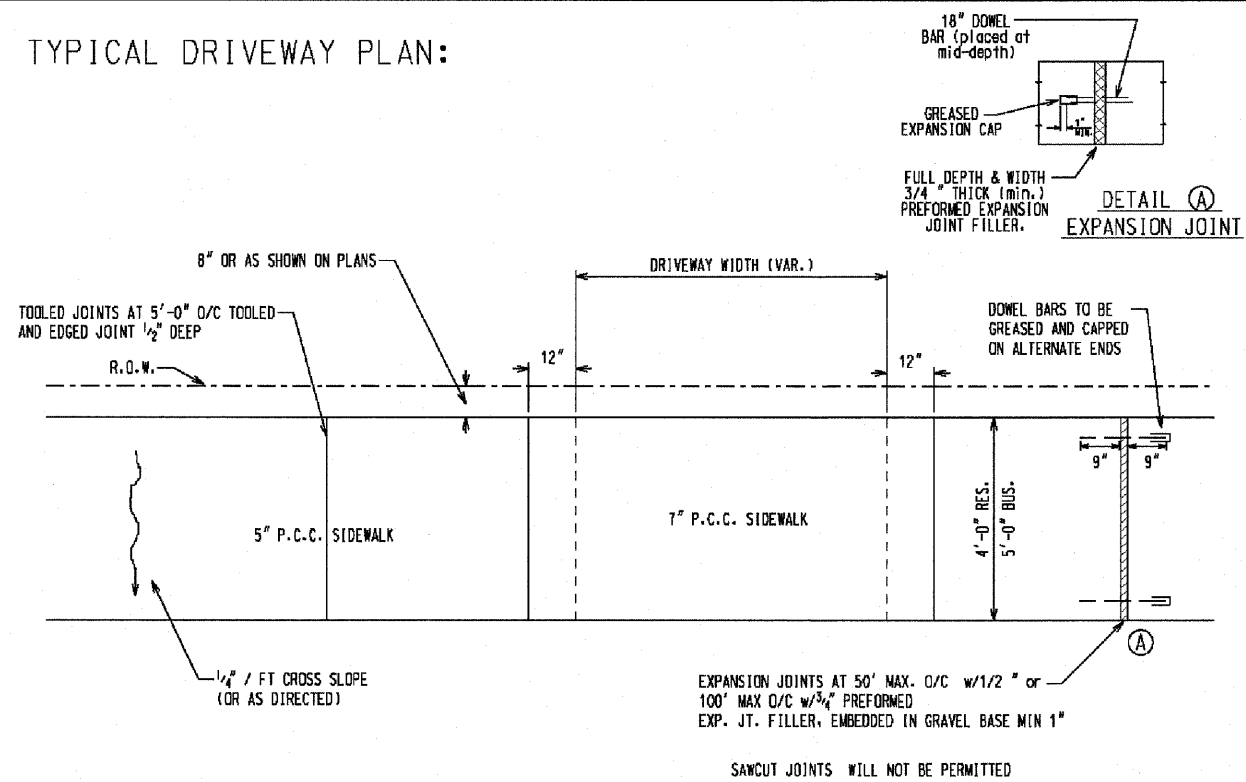 TYPICAL DRIVEWAY PLAN:
18" DOWEL
BAR (placed at
mid-depth)
GREASED
EXPANSION CAP
1"
MIN.
FULL DEPTH & WIDTH
3/4 " THICK (min.)
PREFORMED EXPANSION
JOINT FILLER.
DETAIL A
EXPANSION JOINT
8" OR AS SHOWN ON PLANS
DRIVEWAY WIDTH (VAR.)
TOOLED JOINTS AT 5'-0" O/C TOOLED
AND EDGED JOINT 1/2" DEEP
DOWEL BARS TO BE
GREASED AND CAPPED
ON ALTERNATE ENDS
R.O.W.
12"
12"
9"
9"
5" P.C.C. SIDEWALK
7" P.C.C. SIDEWALK
4'-0" RES.
5'-0" BUS.
A
1/4" / FT CROSS SLOPE
(OR AS DIRECTED)
EXPANSION JOINTS AT 50' MAX. O/C w/1/2 " or
100' MAX O/C w/3/4" PREFORMED
EXP. JT. FILLER, EMBEDDED IN GRAVEL BASE MIN 1"
SAWCUT JOINTS WILL NOT BE PERMITTED